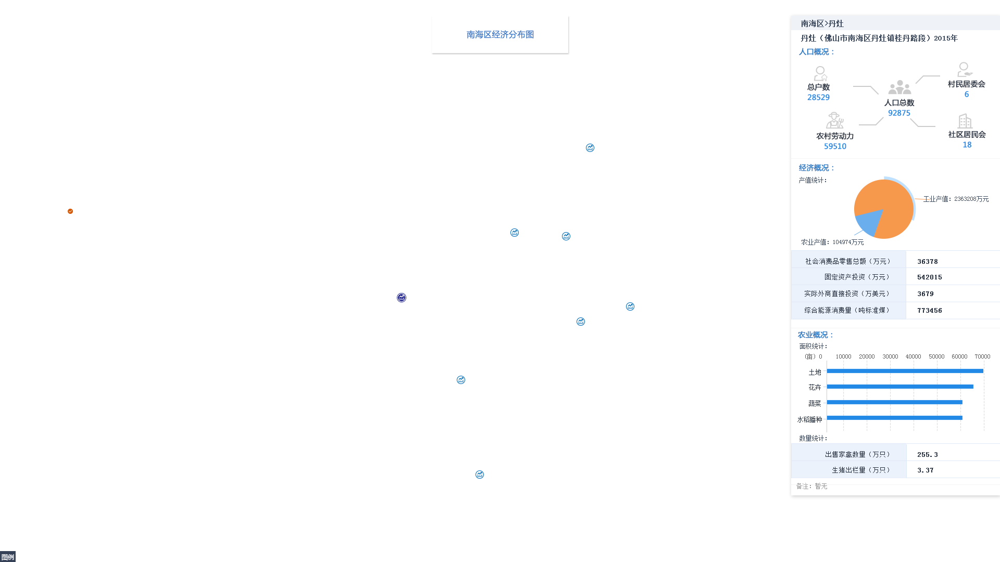 南海区经济分布图
南海区>丹灶
丹灶（佛山市南海区丹灶镇桂丹路段）2015年
人口概况：
总户数
28529
村民居委会
6
人口总数
92875
农村劳动力
59510
社区居民会
18
经济概况：
产值统计：
工业产值：2363208万元
农业产值：104974万元
社会消费品零售总额（万元） 36378
固定资产投资（万元） 542015
实际外商直接投资（万美元） 3679
综合能源消费量（吨标准煤） 773456
农业概况：
面积统计：
（亩）0 10000 20000 30000 40000 50000 60000 70000
土地
花卉
蔬菜
水稻播种
数量统计：
出售家禽数量（万只） 255.3
生猪出栏量（万只） 3.37
备注：暂无
图例